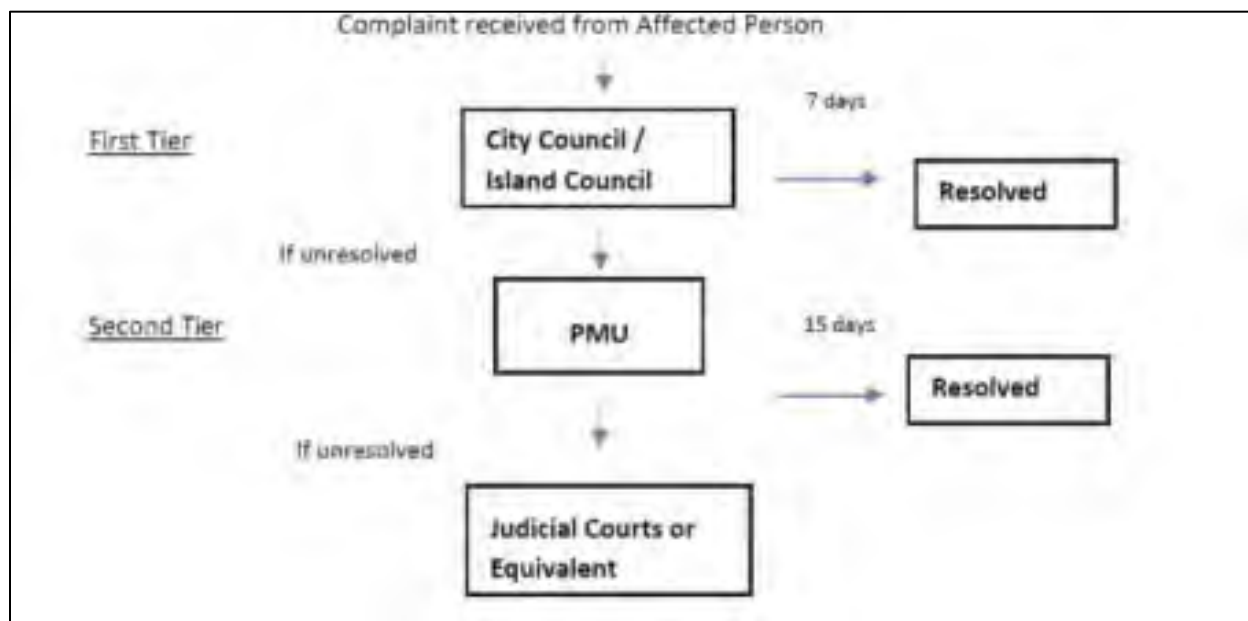 Complaint received from Affected Person
7 days
First Tier
City Council /
Island Council
Resolved
If unresolved
Second Tier
PMU
15 days
Resolved
If unresolved
Judicial Courts or
Equivalent